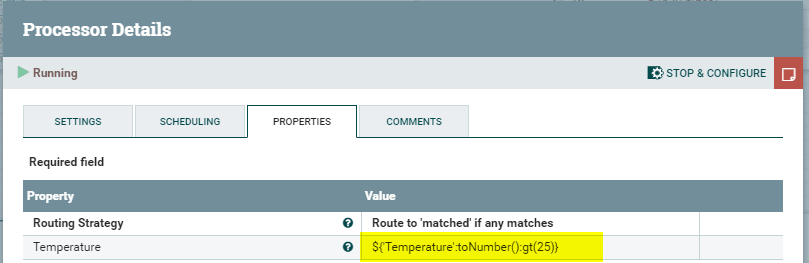 Processor Details
Running
STOP & CONFIGURE
SETTINGS
SCHEDULING
PROPERTIES
COMMENTS
Required field
Property
Value
Routing Strategy
Route to 'matched' if any matches
Temperature
${'Temperature':toNumber():gt(25)}